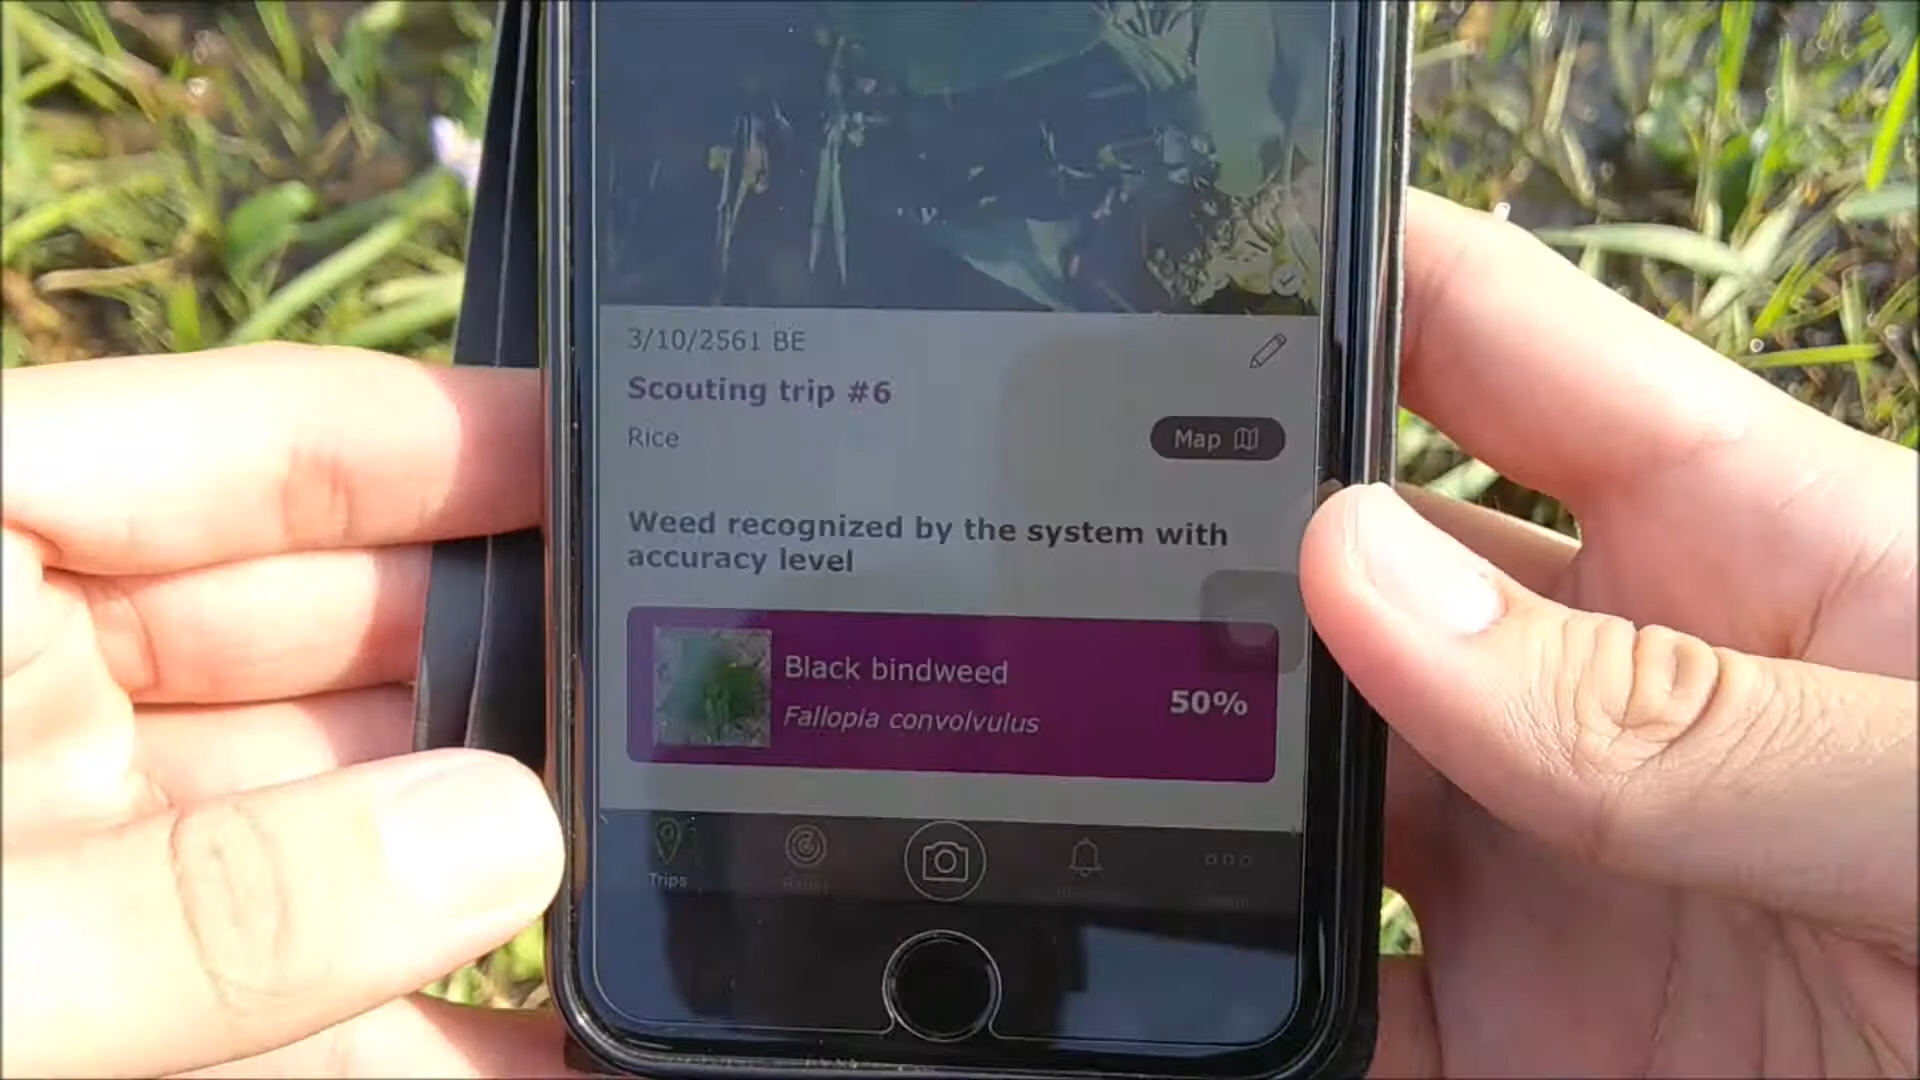 3/10/2561 BE
Scouting trip #6
Rice
Map
Weed recognized by the system with
accuracy level
Black bindweed
Fallopia convolvulus
50%
Trips